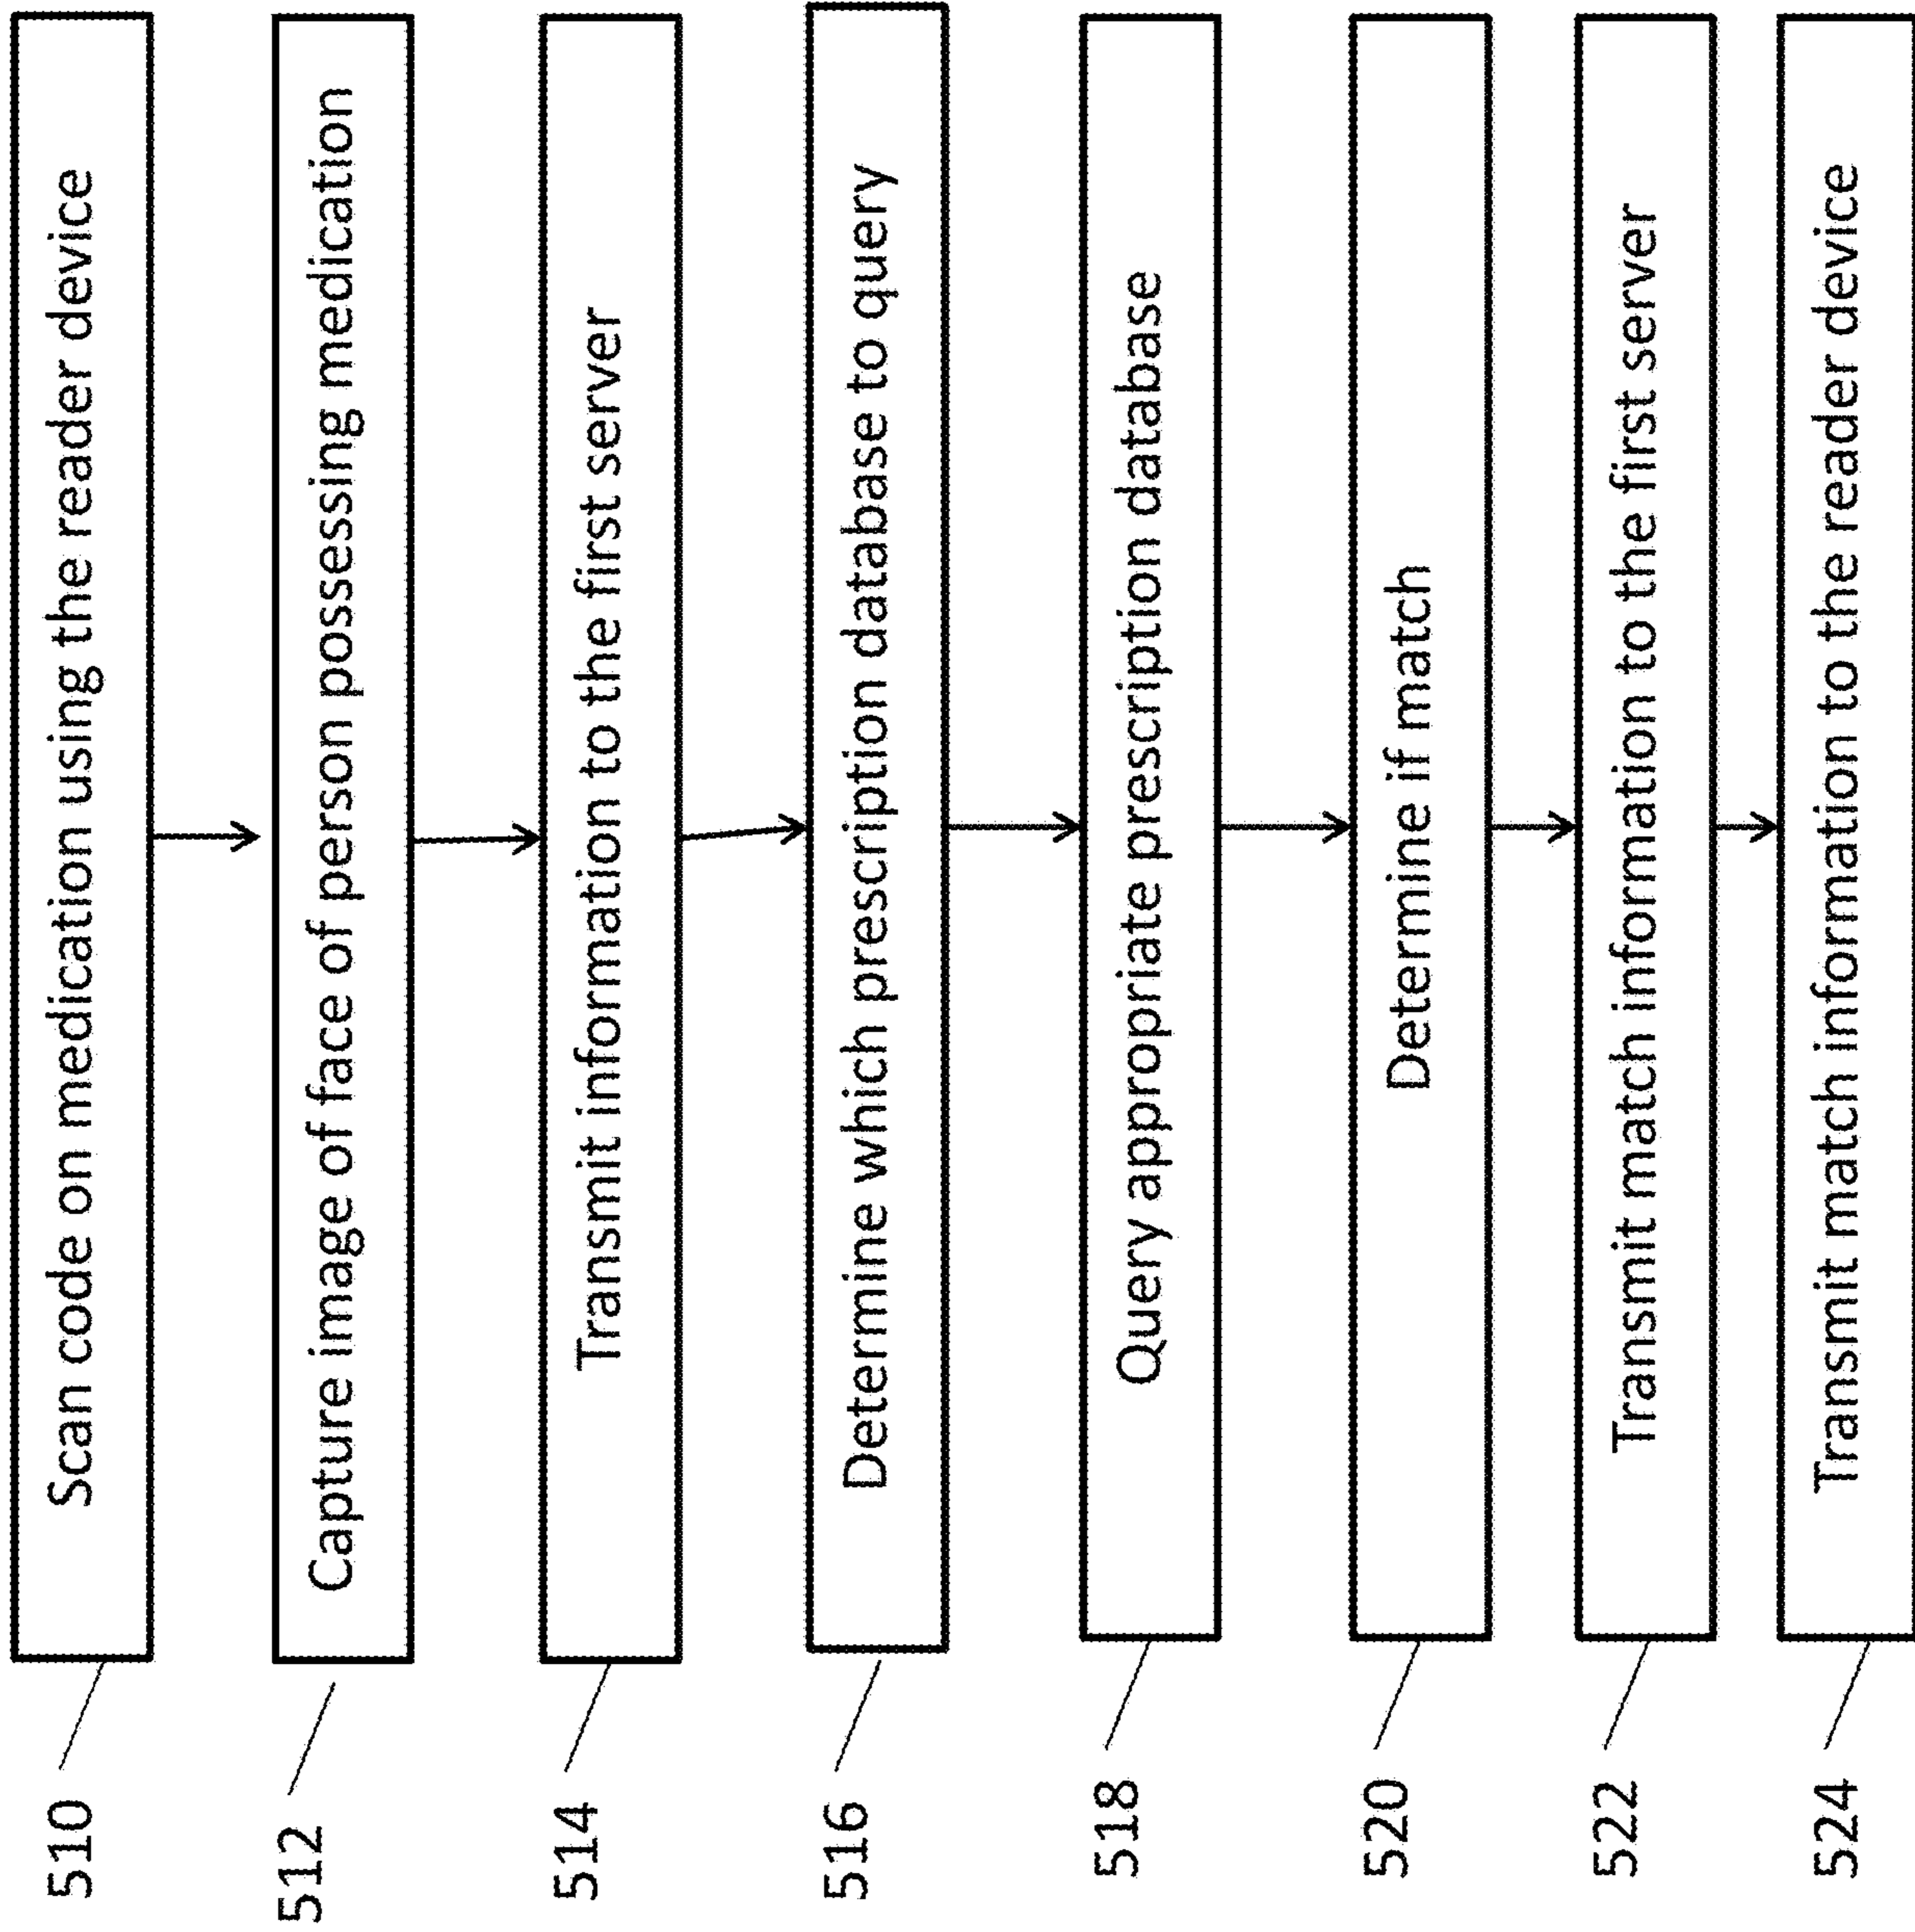 510
Scan code on medication using the reader device
512
Capture image of face of person possessing medication
514
Transmit information to the first server
516
Determine which prescription database to query
518
Query appropriate prescription database
520
Determine if match
522
Transmit match information to the first server
524
Transmit match information to the reader device